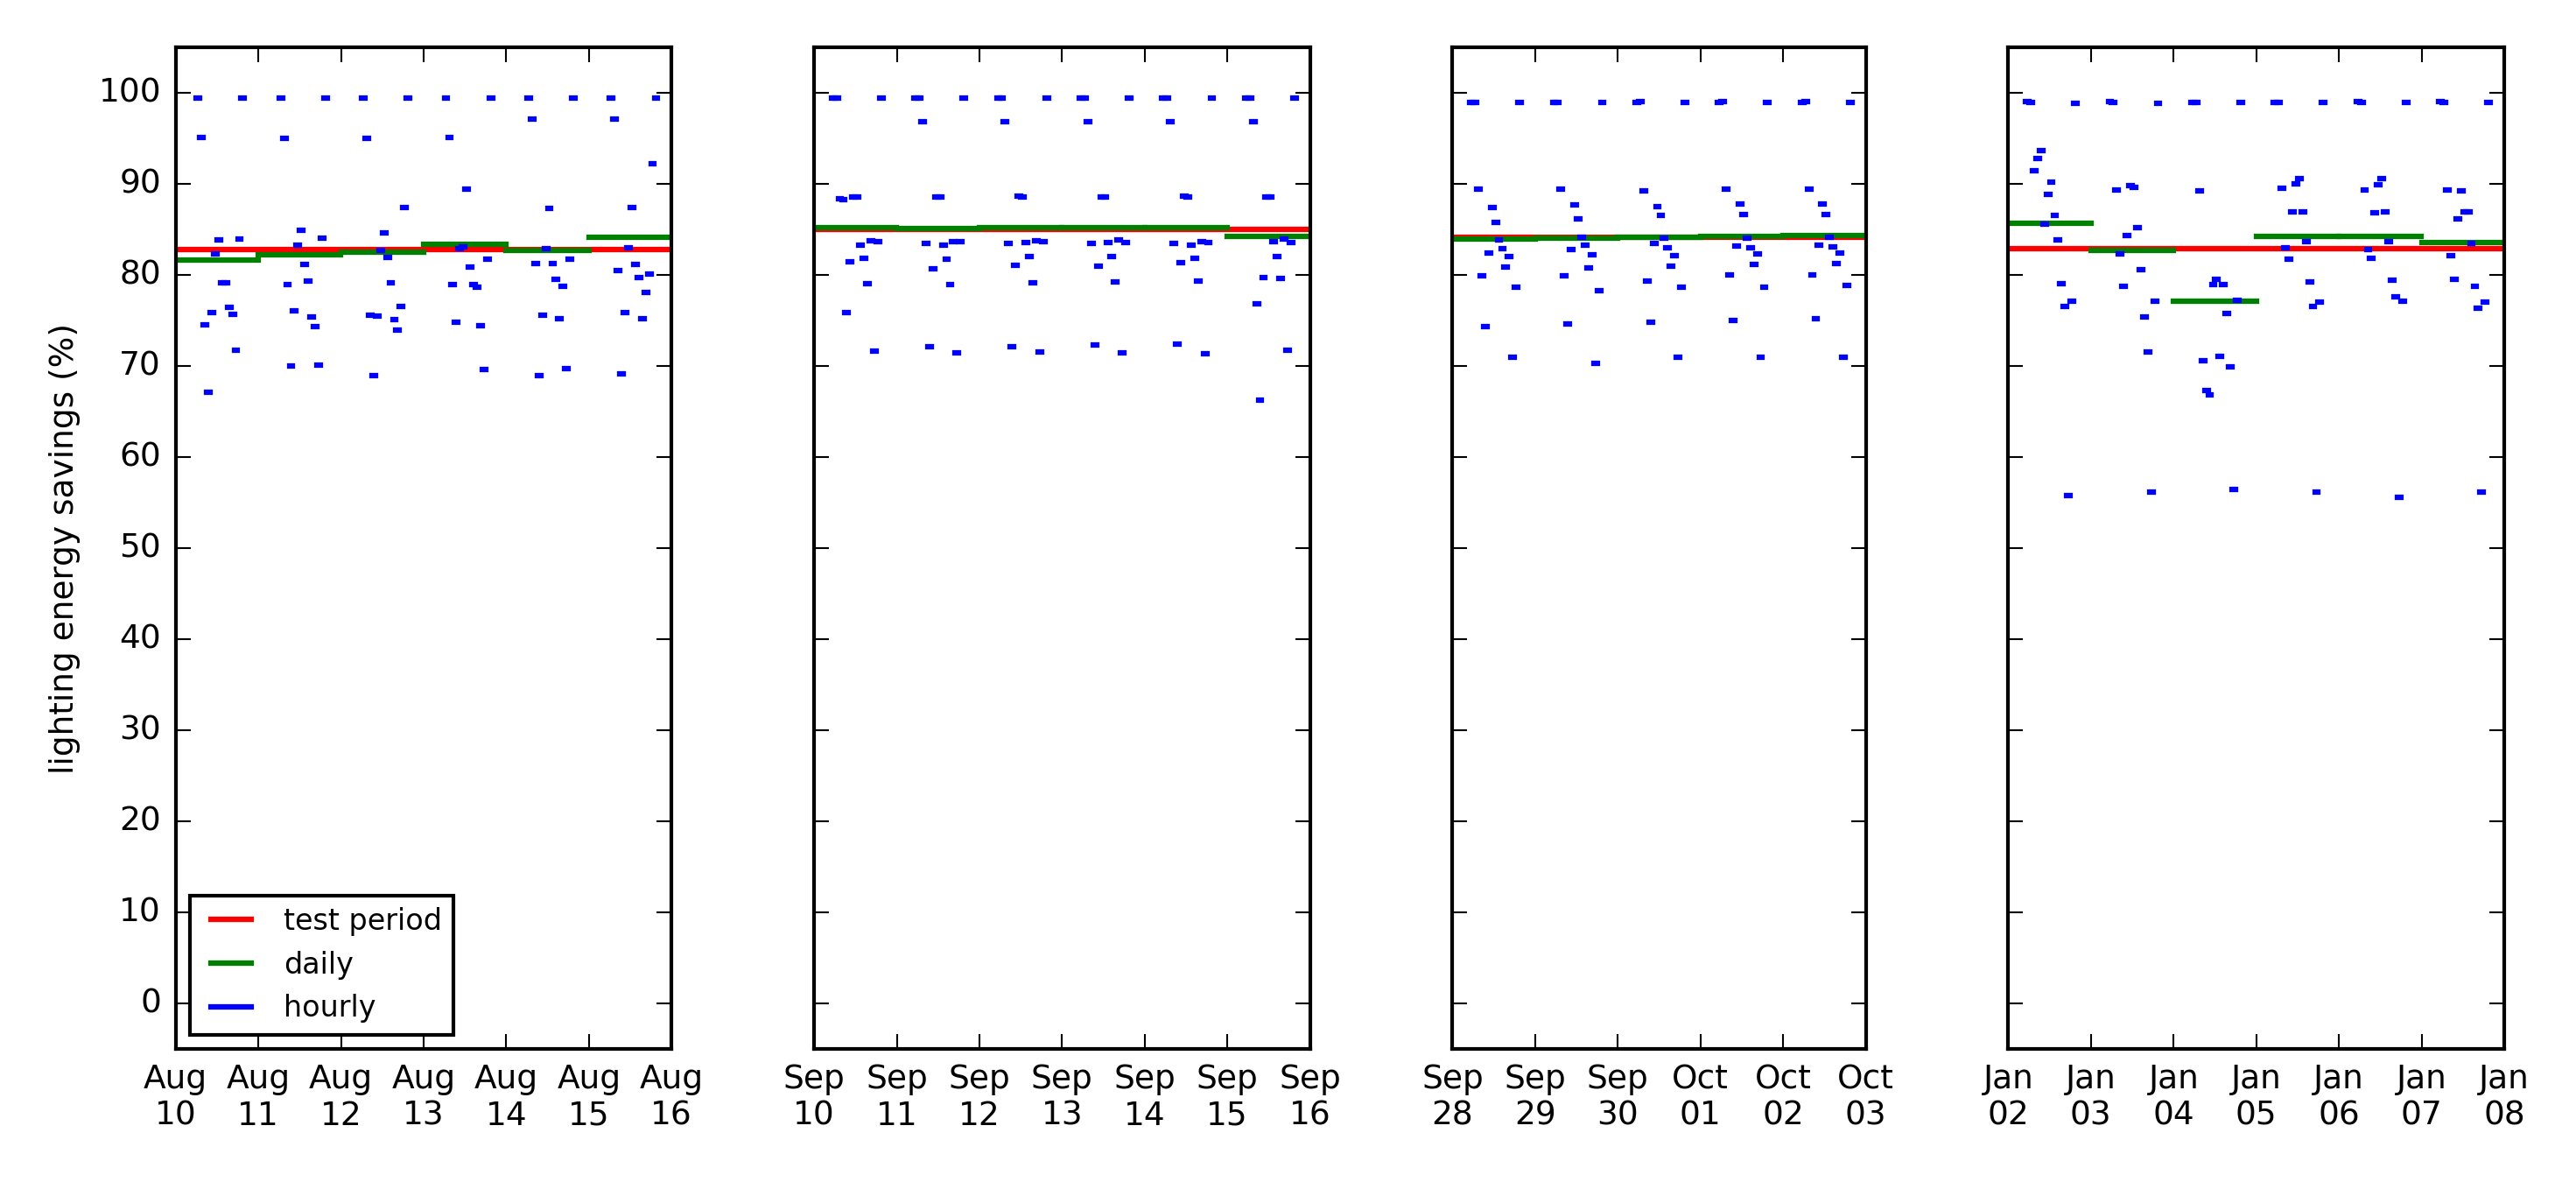 lighting energy savings (%)
100
90
80
70
60
50
40
30
20
10
0
test period
daily
hourly
Aug Aug Aug Aug Aug Aug Aug
10 11 12 13 14 15 16
Sep Sep Sep Sep Sep Sep Sep
10 11 12 13 14 15 16
Sep Sep Sep Oct Oct Oct
28 29 30 01 02 03
Jan Jan Jan Jan Jan Jan Jan
02 03 04 05 06 07 08